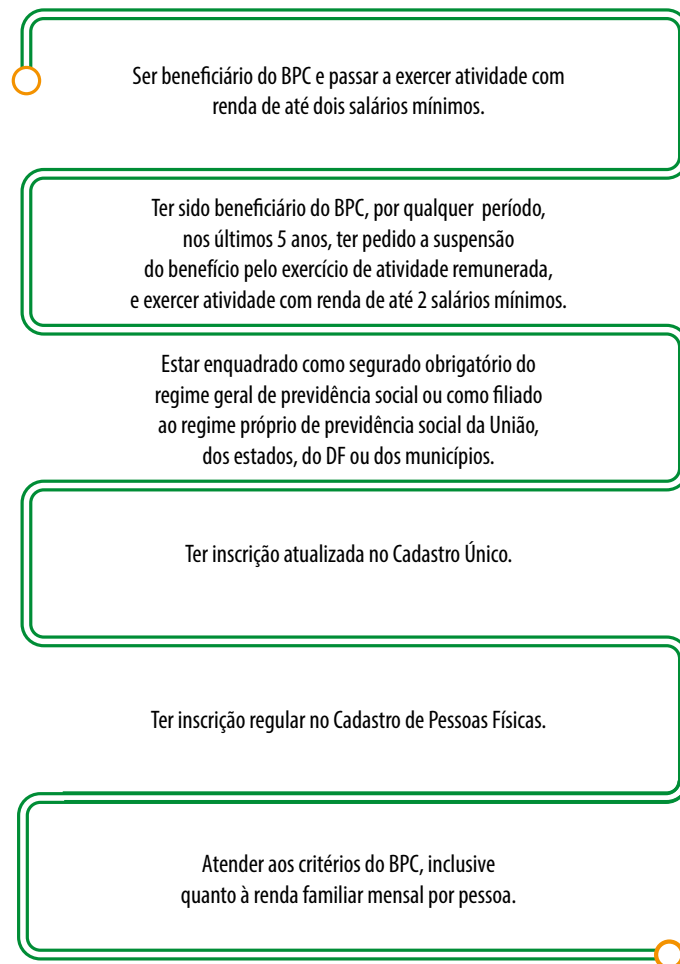 Ser beneficiário do BPC e passar a exercer atividade com
renda de até dois salários mínimos.
Ter sido beneficiário do BPC, por qualquer período,
nos últimos 5 anos, ter pedido a suspensão
do benefício pelo exercício de atividade remunerada,
e exercer atividade com renda de até 2 salários mínimos.
Estar enquadrado como segurado obrigatório do
regime geral de previdência social ou como filiado
ao regime próprio de previdência social da União,
dos estados, do DF ou dos municípios.
Ter inscrição atualizada no Cadastro Único.
Ter inscrição regular no Cadastro de Pessoas Físicas.
Atender aos critérios do BPC, inclusive
quanto à renda familiar mensal por pessoa.